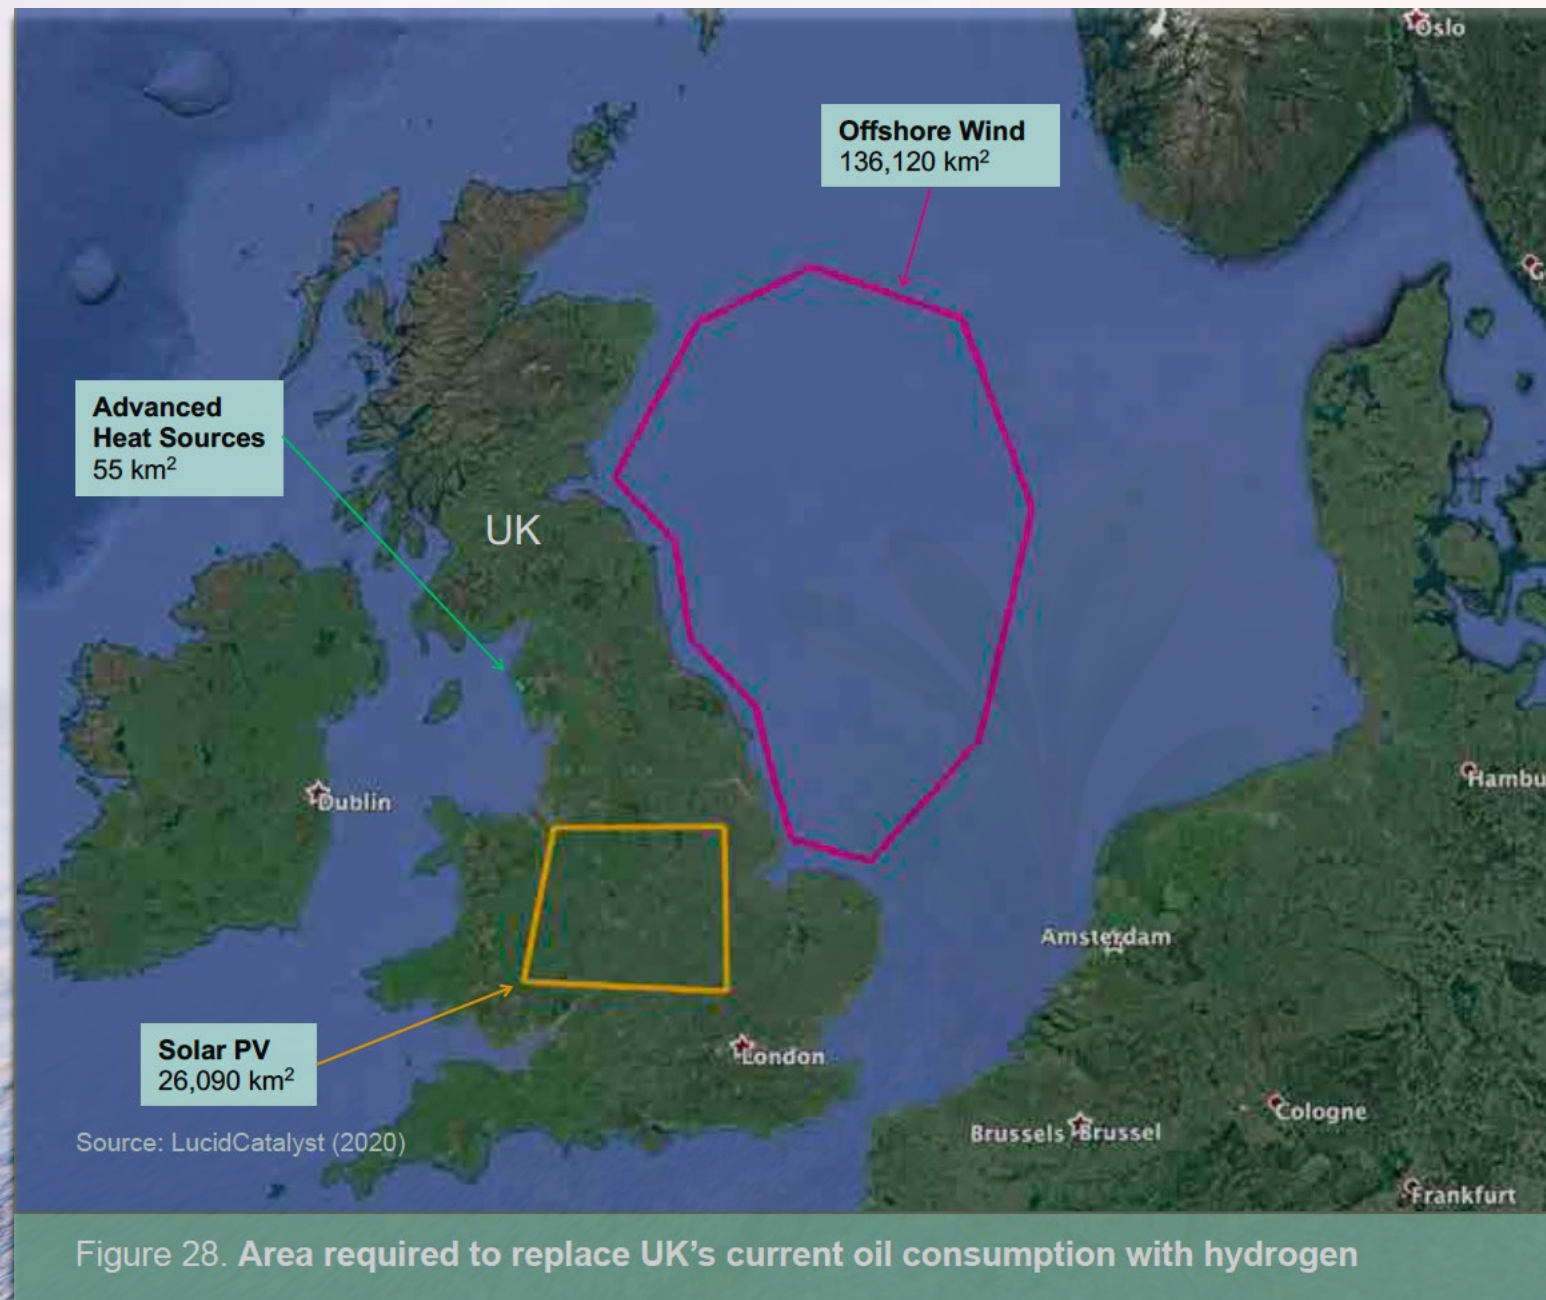 Oslo
Offshore Wind
136,120 km²
Advanced
Heat Sources
55 km²
UK
Dublin
Hambu
Amsterdam
Solar PV
26,090 km²
London
Cologne
Brussels Brussel
Source: LucidCatalyst (2020)
Frankfurt
Figure 28. Area required to replace UK’s current oil consumption with hydrogen